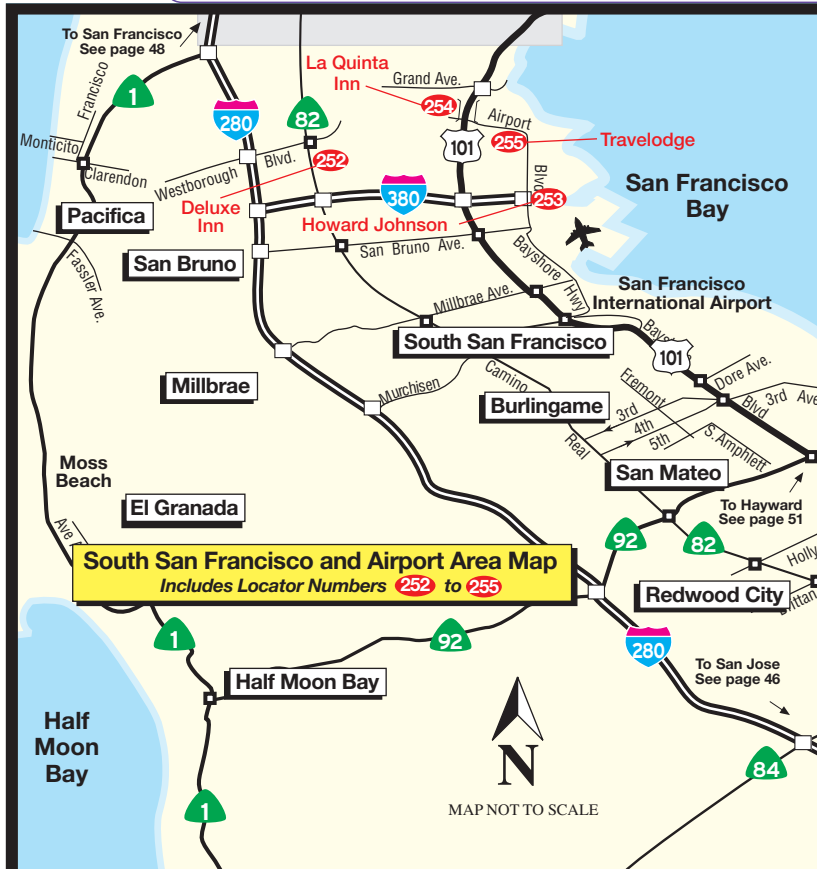 To San Francisco
See page 48
La Quinta
Inn
Grand Ave.
254
Airport
255
Travelodge
Blvd.
1
Francisco
280
82
101
Monticito
Clarendon
Westborough Blvd.
252
Deluxe
Inn
380
253
Howard Johnson
San Francisco
Bay
Pacifica
San Bruno
San Bruno Ave.
Fassler Ave.
Bayshore Hwy
Millbrae Ave.
San Francisco
International Airport
South San Francisco
Millbrae
Murchisen
Camino
Real
Burlingame
101
Dore Ave.
Blvd
Fremont
3rd Ave
3rd
4th
5th
S. Amphlett
San Mateo
Moss
Beach
El Granada
Ave
To Hayward
See page 51
92
82
Holly
South San Francisco and Airport Area Map
Includes Locator Numbers 252 to 255
Redwood City
1
92
280
To San Jose
See page 46
Half Moon Bay
Half
Moon
Bay
N
MAP NOT TO SCALE
84
1